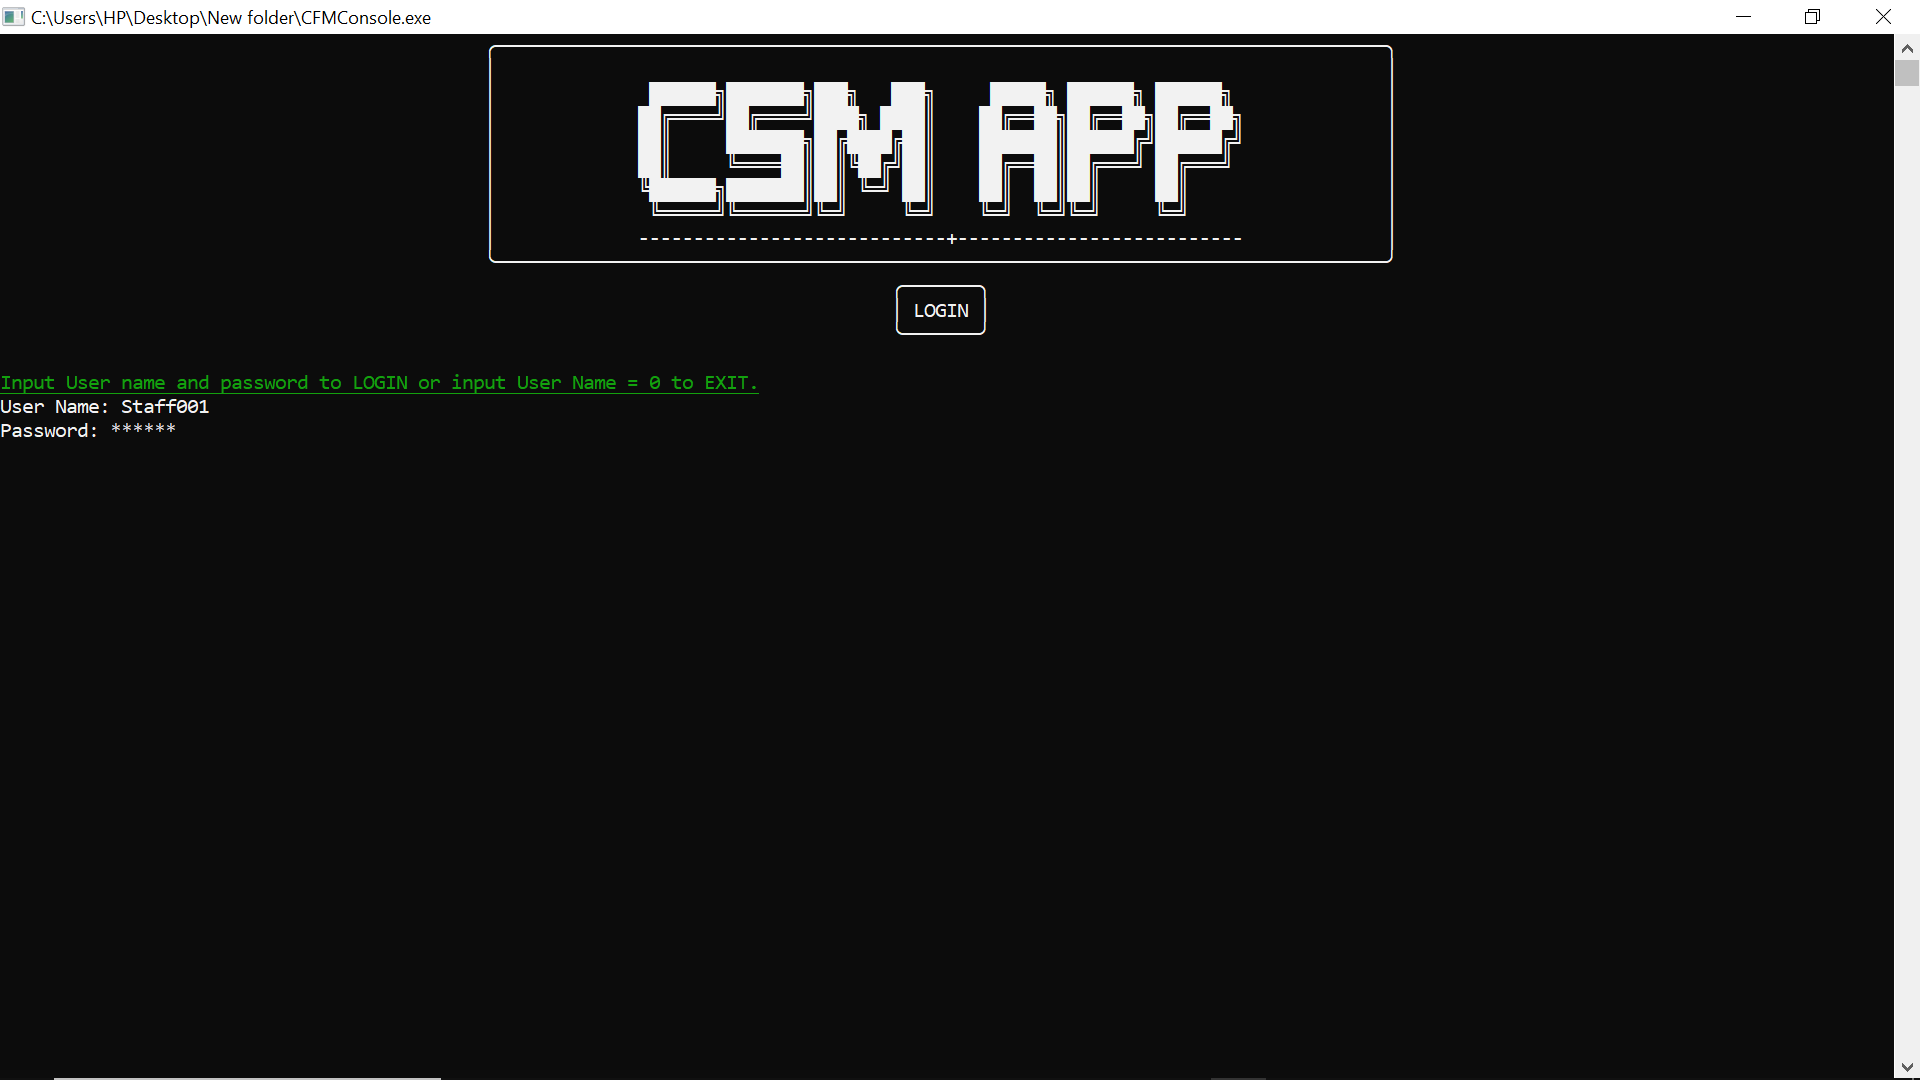 C:\Users\HP\Desktop\New folder\CFMConsole.exe
CSM APP
----------------------------+--------------------------
LOGIN
Input User name and password to LOGIN or input User Name = 0 to EXIT.
User Name: Staff001
Password: ******